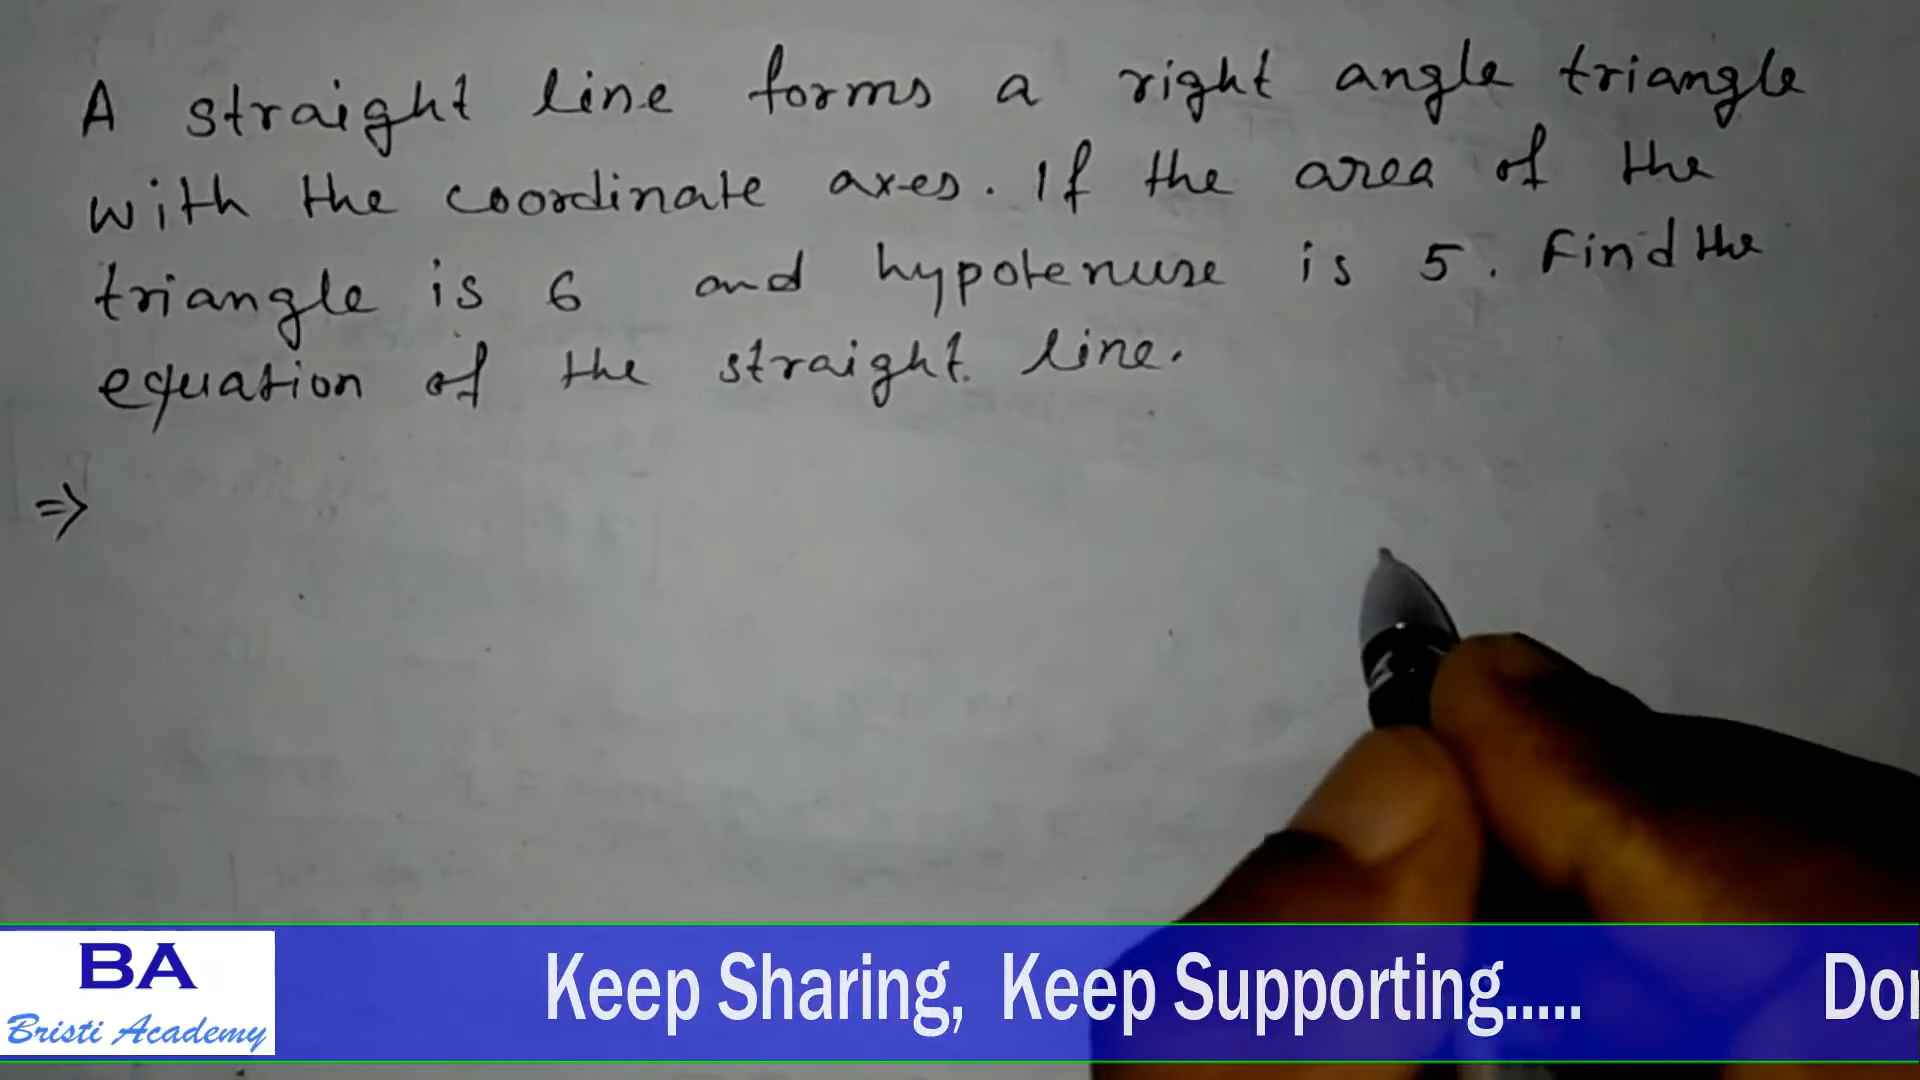 A straight line forms a right angle triangle
with the coordinate axes. If the area of the
triangle is 6 and hypotenuse is 5. Find the
equation of the straight line.
⇒
BA
Bristi Academy
Keep Sharing, Keep Supporting..... Don